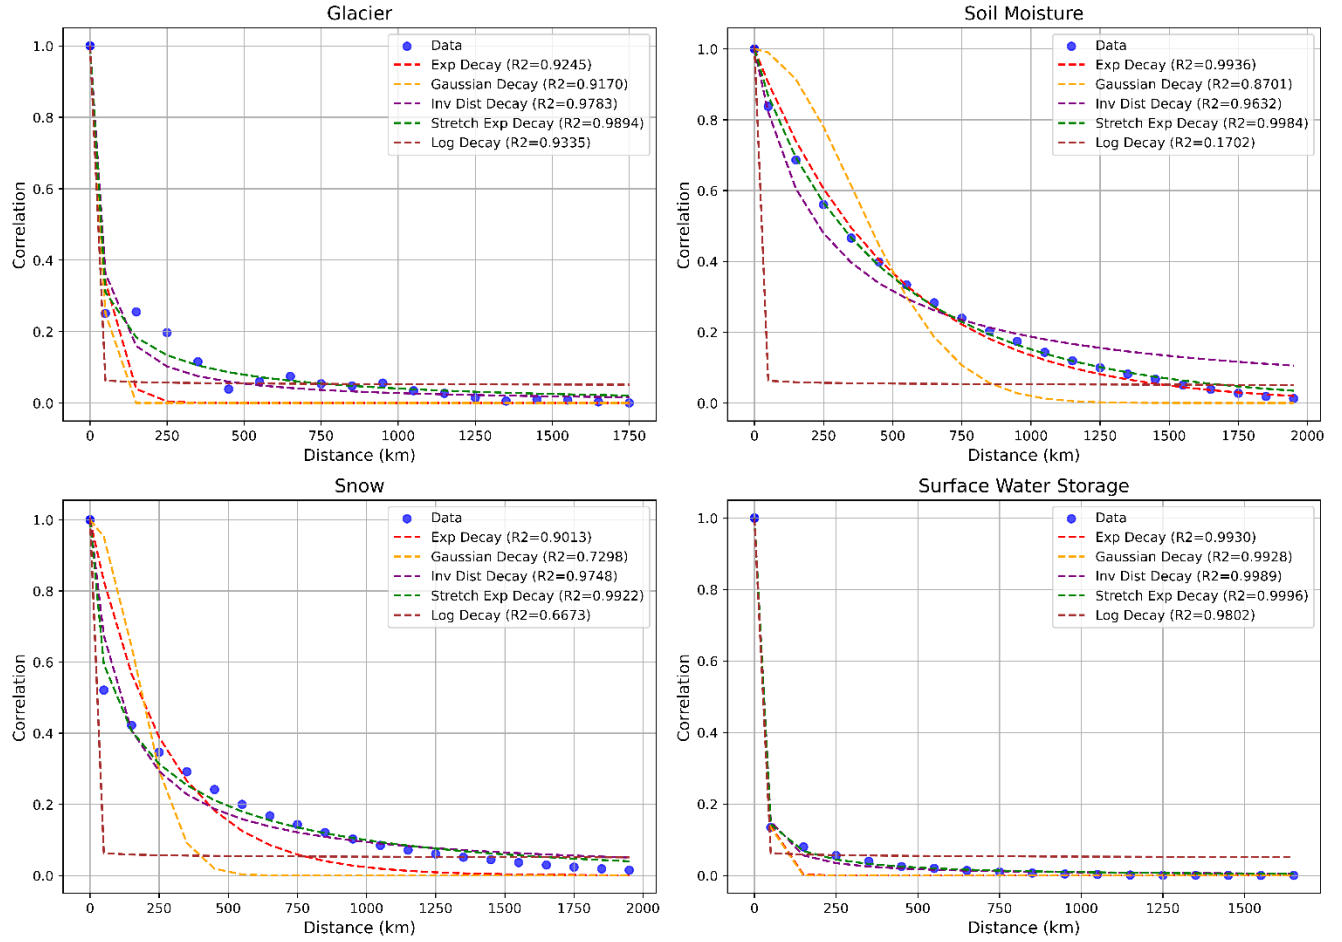 Glacier
1.0
0.8
0.6
0.4
0.2
0.0
Correlation
Data
Exp Decay (R2=0.9245)
Gaussian Decay (R2=0.9170)
Inv Dist Decay (R2=0.9783)
Stretch Exp Decay (R2=0.9894)
Log Decay (R2=0.9335)
0 250 500 750 1000 1250 1500 1750
Distance (km)
Soil Moisture
1.0
0.8
0.6
0.4
0.2
0.0
Correlation
Data
Exp Decay (R2=0.9936)
Gaussian Decay (R2=0.8701)
Inv Dist Decay (R2=0.9632)
Stretch Exp Decay (R2=0.9984)
Log Decay (R2=0.1702)
0 250 500 750 1000 1250 1500 1750 2000
Distance (km)
Snow
1.0
0.8
0.6
0.4
0.2
0.0
Correlation
Data
Exp Decay (R2=0.9013)
Gaussian Decay (R2=0.7298)
Inv Dist Decay (R2=0.9748)
Stretch Exp Decay (R2=0.9922)
Log Decay (R2=0.6673)
0 250 500 750 1000 1250 1500 1750 2000
Distance (km)
Surface Water Storage
1.0
0.8
0.6
0.4
0.2
0.0
Correlation
Data
Exp Decay (R2=0.9930)
Gaussian Decay (R2=0.9928)
Inv Dist Decay (R2=0.9989)
Stretch Exp Decay (R2=0.9996)
Log Decay (R2=0.9802)
0 250 500 750 1000 1250 1500
Distance (km)